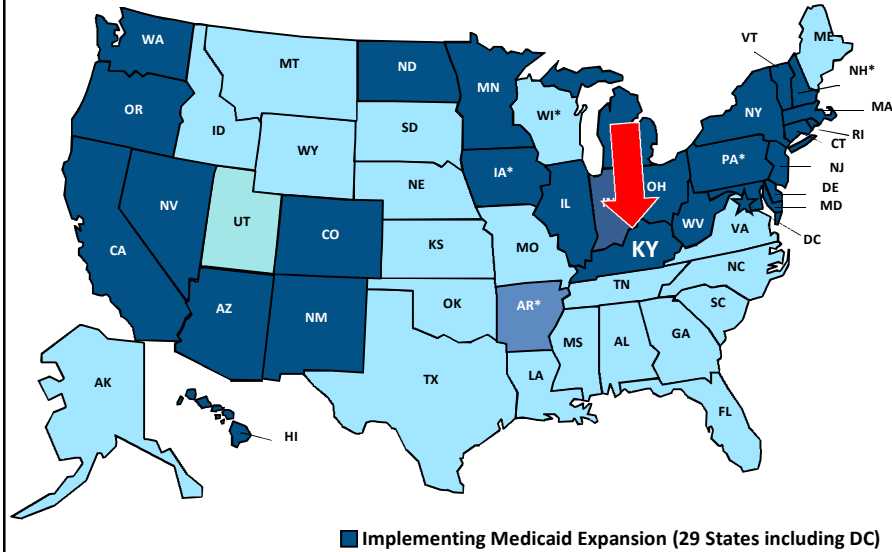 WA
MT
ND
MN
VT
ME
NH*
MA
OR
ID
SD
WI*
NY
RI
CT
WY
IA*
PA*
NJ
NE
OH
DE
MD
NV
UT
CO
IL
WV
VA
DC
CA
KS
MO
KY
NC
TN
AZ
NM
OK
AR*
SC
MS
AL
GA
AK
TX
LA
FL
HI
Implementing Medicaid Expansion (29 States including DC)